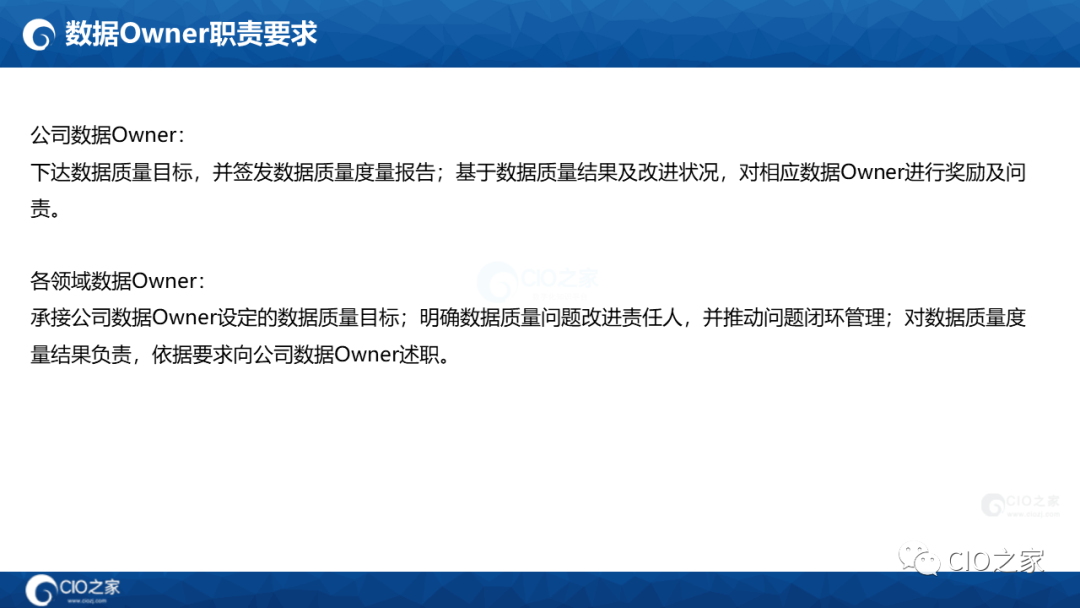 数据Owner职责要求
公司数据Owner：
下达数据质量目标，并签发数据质量度量报告；基于数据质量结果及改进状况，对相应数据Owner进行奖励及问
责。
各领域数据Owner：
承接公司数据Owner设定的数据质量目标；明确数据质量问题改进责任人，并推动问题闭环管理；对数据质量度
量结果负责，依据要求向公司数据Owner述职。
CIO之家
CIO之家
www.ciozj.com
CIO之家
CIO之家
www.ciozj.com